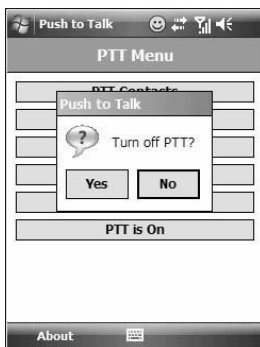 Push to Talk
PTT Menu
PTT Contacts
Push to Talk
Turn off PTT?
Yes No
PTT is On
About